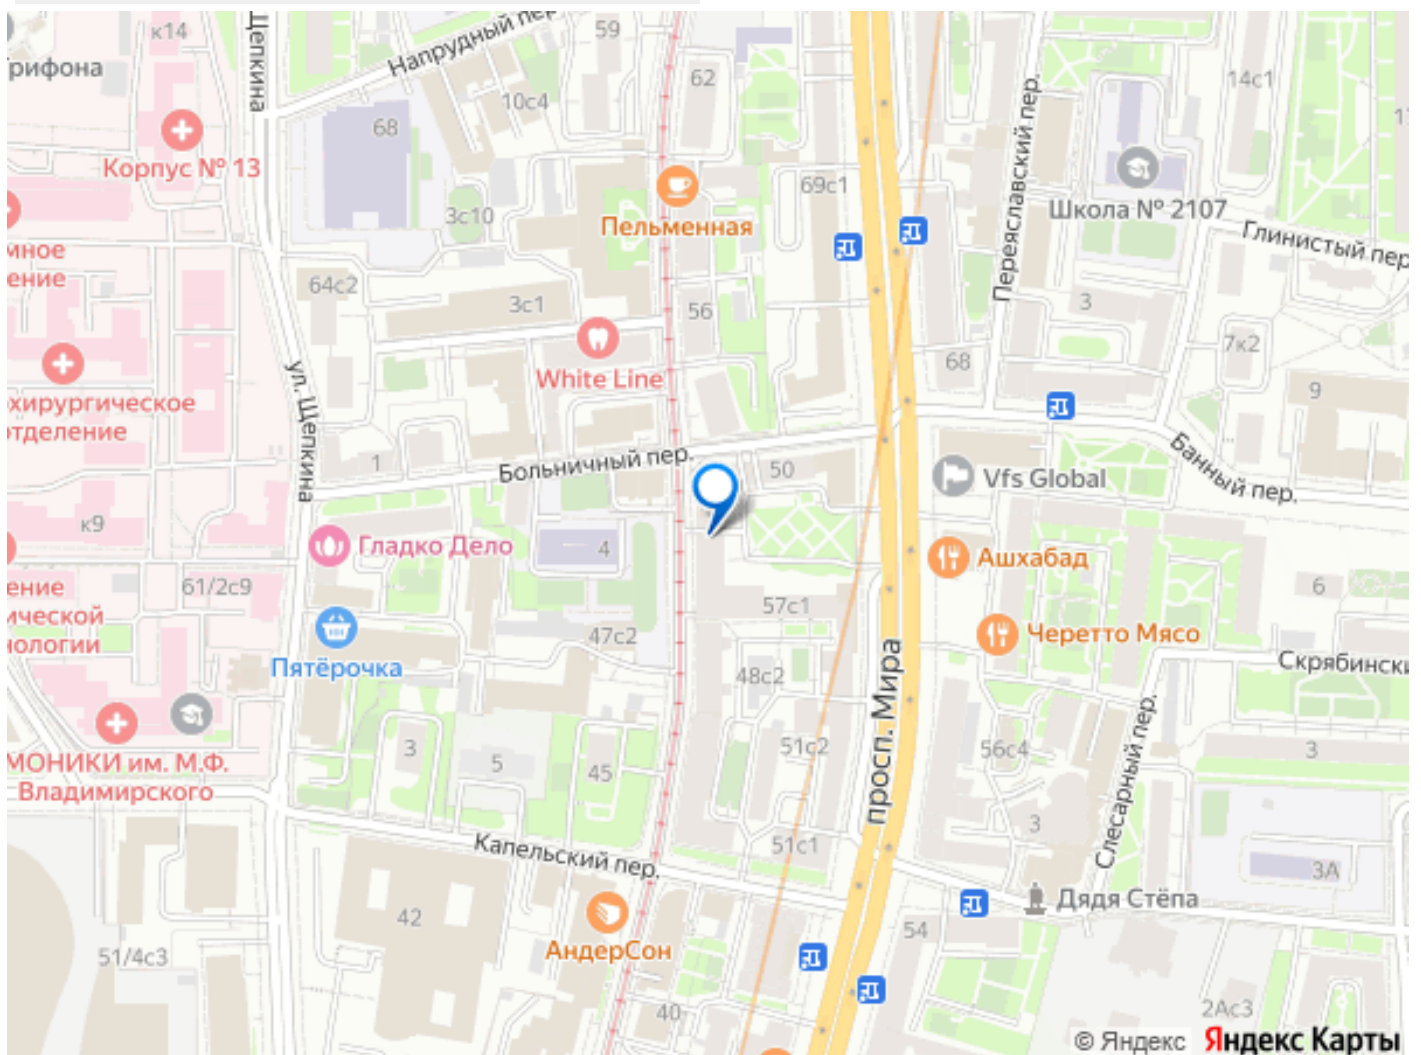 к14
Щепкина
Напрудный пер.
59
62
14с1
рифона
10с4
68
Переяславский пер.
Корпус № 13
69с1
Школа № 2107
3с10
Пельменная
Глинистый пер
мное
ение
64с2
3с1
56
3
7к2
ул. Щепкина
White Line
68
9
хирургическое
отделение
1
Больничный пер.
50
Vfs Global
Банный пер.
к9
Гладко Дело
4
Ашхабад
ение
ической
нологии
61/2с9
57с1
6
47с2
Черетто Мясо
Пятёрочка
48с2
просп. Мира
Скрябински
3
5
45
51с2
56с4
Слесарный пер.
3
МОНИКИ им. М.Ф.
Владимирского
Капельский пер.
51с1
3
3А
42
Дядя Стёпа
АндерСон
54
51/4с3
40
2Ас3
© Яндекс Яндекс Карты